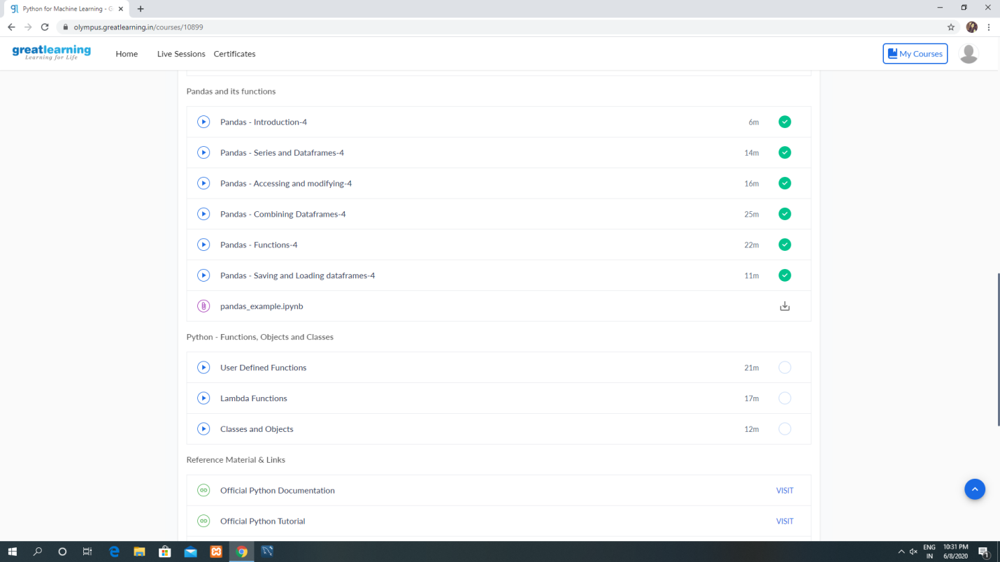 Python for Machine Learning - G
olympus.greatlearning.in/courses/10899
greatlearning
Learning for Life
Home
Live Sessions
Certificates
My Courses
Pandas and its functions
Pandas - Introduction-4 6m
Pandas - Series and Dataframes-4 14m
Pandas - Accessing and modifying-4 16m
Pandas - Combining Dataframes-4 25m
Pandas - Functions-4 22m
Pandas - Saving and Loading dataframes-4 11m
pandas_example.ipynb
Python - Functions, Objects and Classes
User Defined Functions 21m
Lambda Functions 17m
Classes and Objects 12m
Reference Material & Links
Official Python Documentation VISIT
Official Python Tutorial VISIT
ENG 10:31 PM
IN 6/8/2020 1